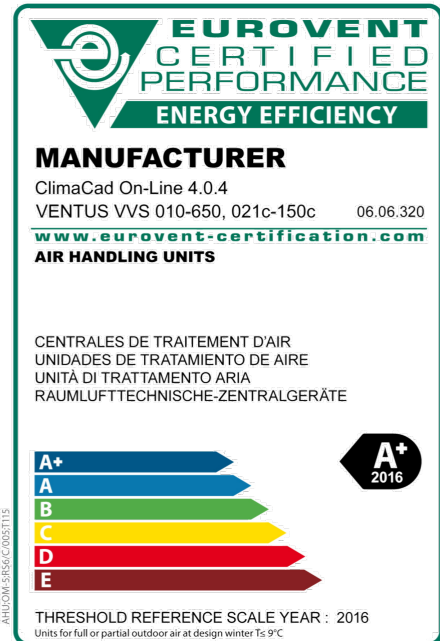 EUROVENT
CERTIFIED
PERFORMANCE
ENERGY EFFICIENCY
MANUFACTURER
ClimaCad On-Line 4.0.4
VENTUS VVS 010-650, 021c-150c 06.06.320
www.eurovent-certification.com
AIR HANDLING UNITS
CENTRALES DE TRAITEMENT D'AIR
UNIDADES DE TRATAMIENTO DE AIRE
UNITÀ DI TRATTAMENTO ARIA
RAUMLUFTTECHNISCHE-ZENTRALGERÄTE
A+
A
B
C
D
E
A+
2016
THRESHOLD REFERENCE SCALE YEAR : 2016
Units for full or partial outdoor air at design winter T≤ 9°C
AHU;OM-5;RS6/C/005;T115